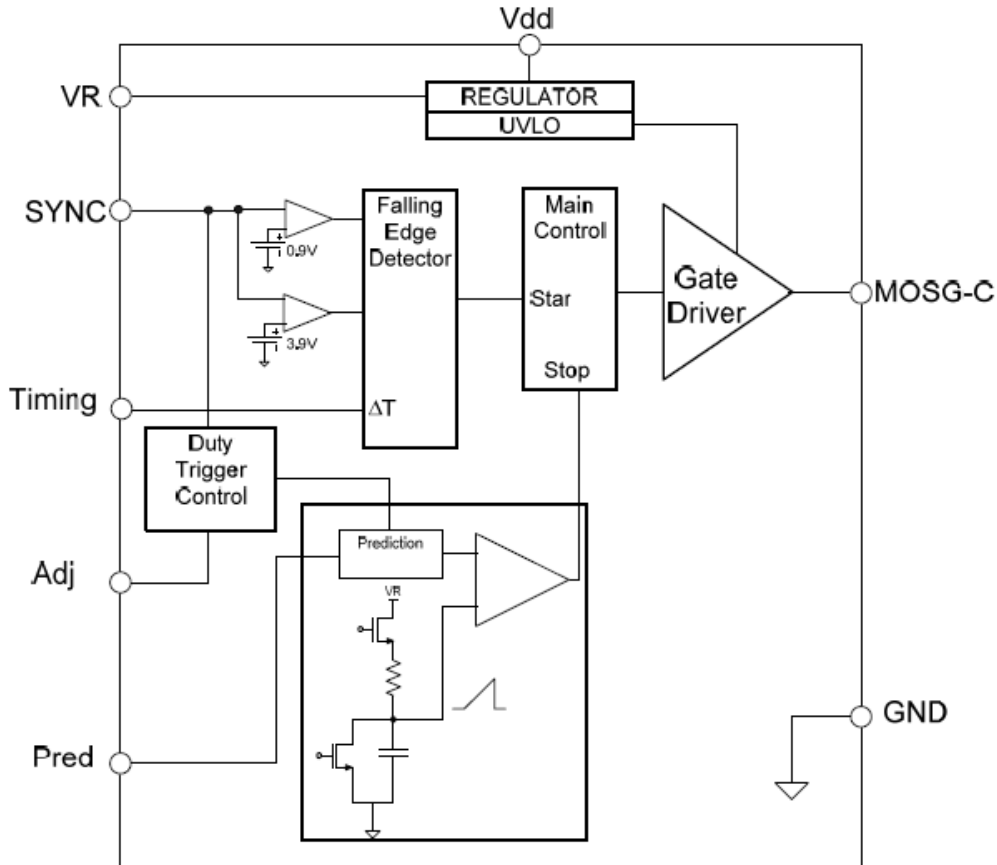 Vdd
VR
REGULATOR
UVLO
SYNC
0.9V
Falling
Edge
Detector
Main
Control
Gate
Driver
MOSG-C
Star
3.9V
Stop
Timing
ΔT
Duty
Trigger
Control
Prediction
Adj
VR
GND
Pred